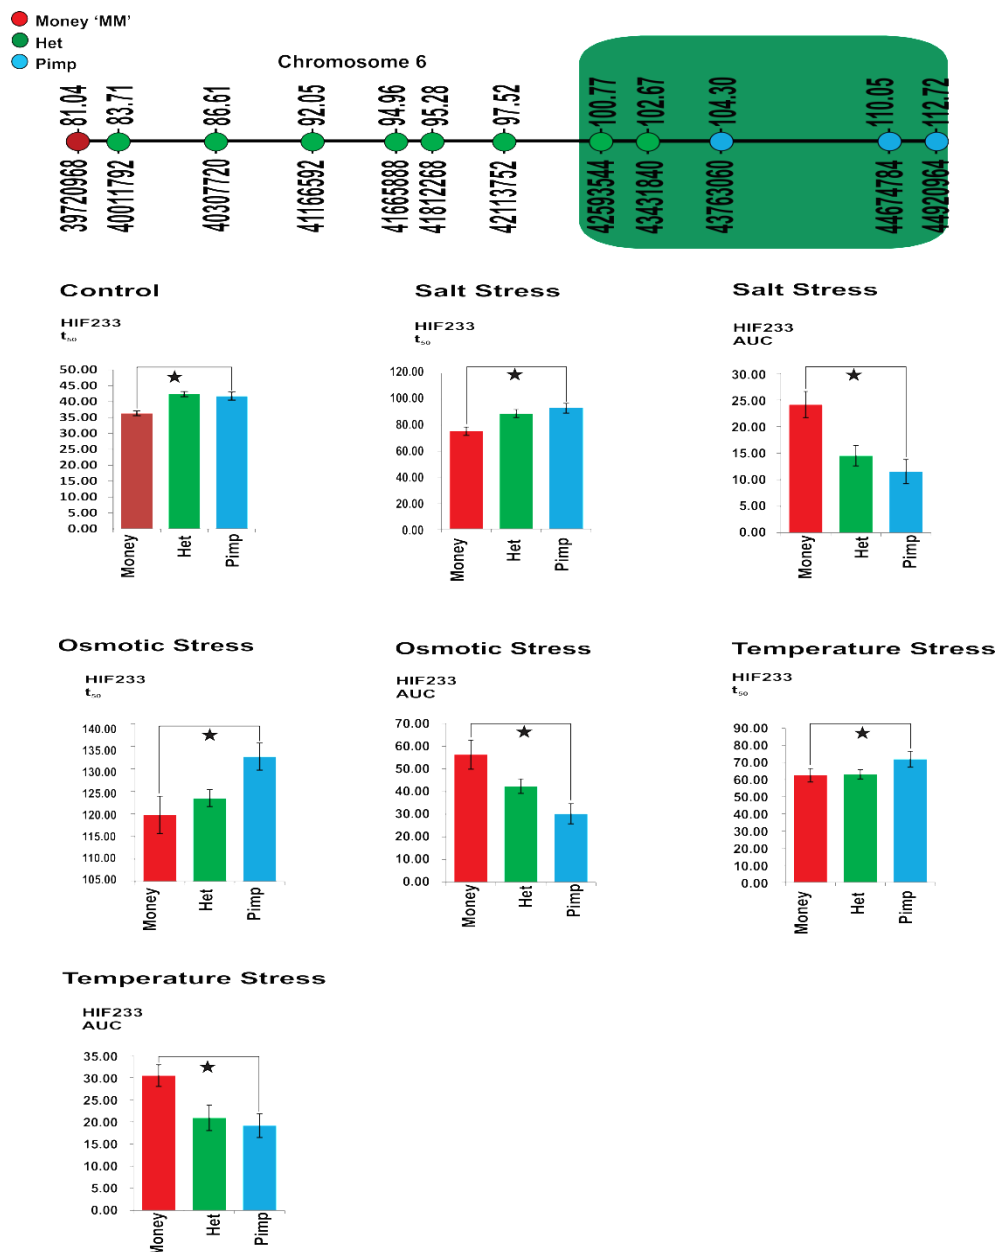 Money ‘MM’
Het
Pimp
Chromosome 6
81.04 83.71 86.61 92.05 94.96 95.28 97.52 100.77 102.67 104.30 110.05 112.72
39720968 40011792 40307720 41166592 41665888 41812268 42113752 42593544 43431840 43763060 44674784 44920964
Control
HIF233
t₅₀
50.00
45.00
40.00
35.00
30.00
25.00
20.00
15.00
10.00
5.00
0.00
Money Het Pimp
Salt Stress
HIF233
t₅₀
120.00
100.00
80.00
60.00
40.00
20.00
0.00
Money Het Pimp
Salt Stress
HIF233
AUC
30.00
25.00
20.00
15.00
10.00
5.00
0.00
Money Het Pimp
Osmotic Stress
HIF233
t₅₀
140.00
135.00
130.00
125.00
120.00
115.00
110.00
105.00
Money Het Pimp
Osmotic Stress
HIF233
AUC
70.00
60.00
50.00
40.00
30.00
20.00
10.00
0.00
Money Het Pimp
Temperature Stress
HIF233
t₅₀
90.00
80.00
70.00
60.00
50.00
40.00
30.00
20.00
10.00
0.00
Money Het Pimp
Temperature Stress
HIF233
AUC
35.00
30.00
25.00
20.00
15.00
10.00
5.00
0.00
Money Het Pimp